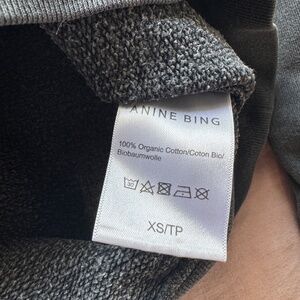 ANINE BING
100% Organic Cotton/Coton Bio/
Biobaumwolle
XS/TP